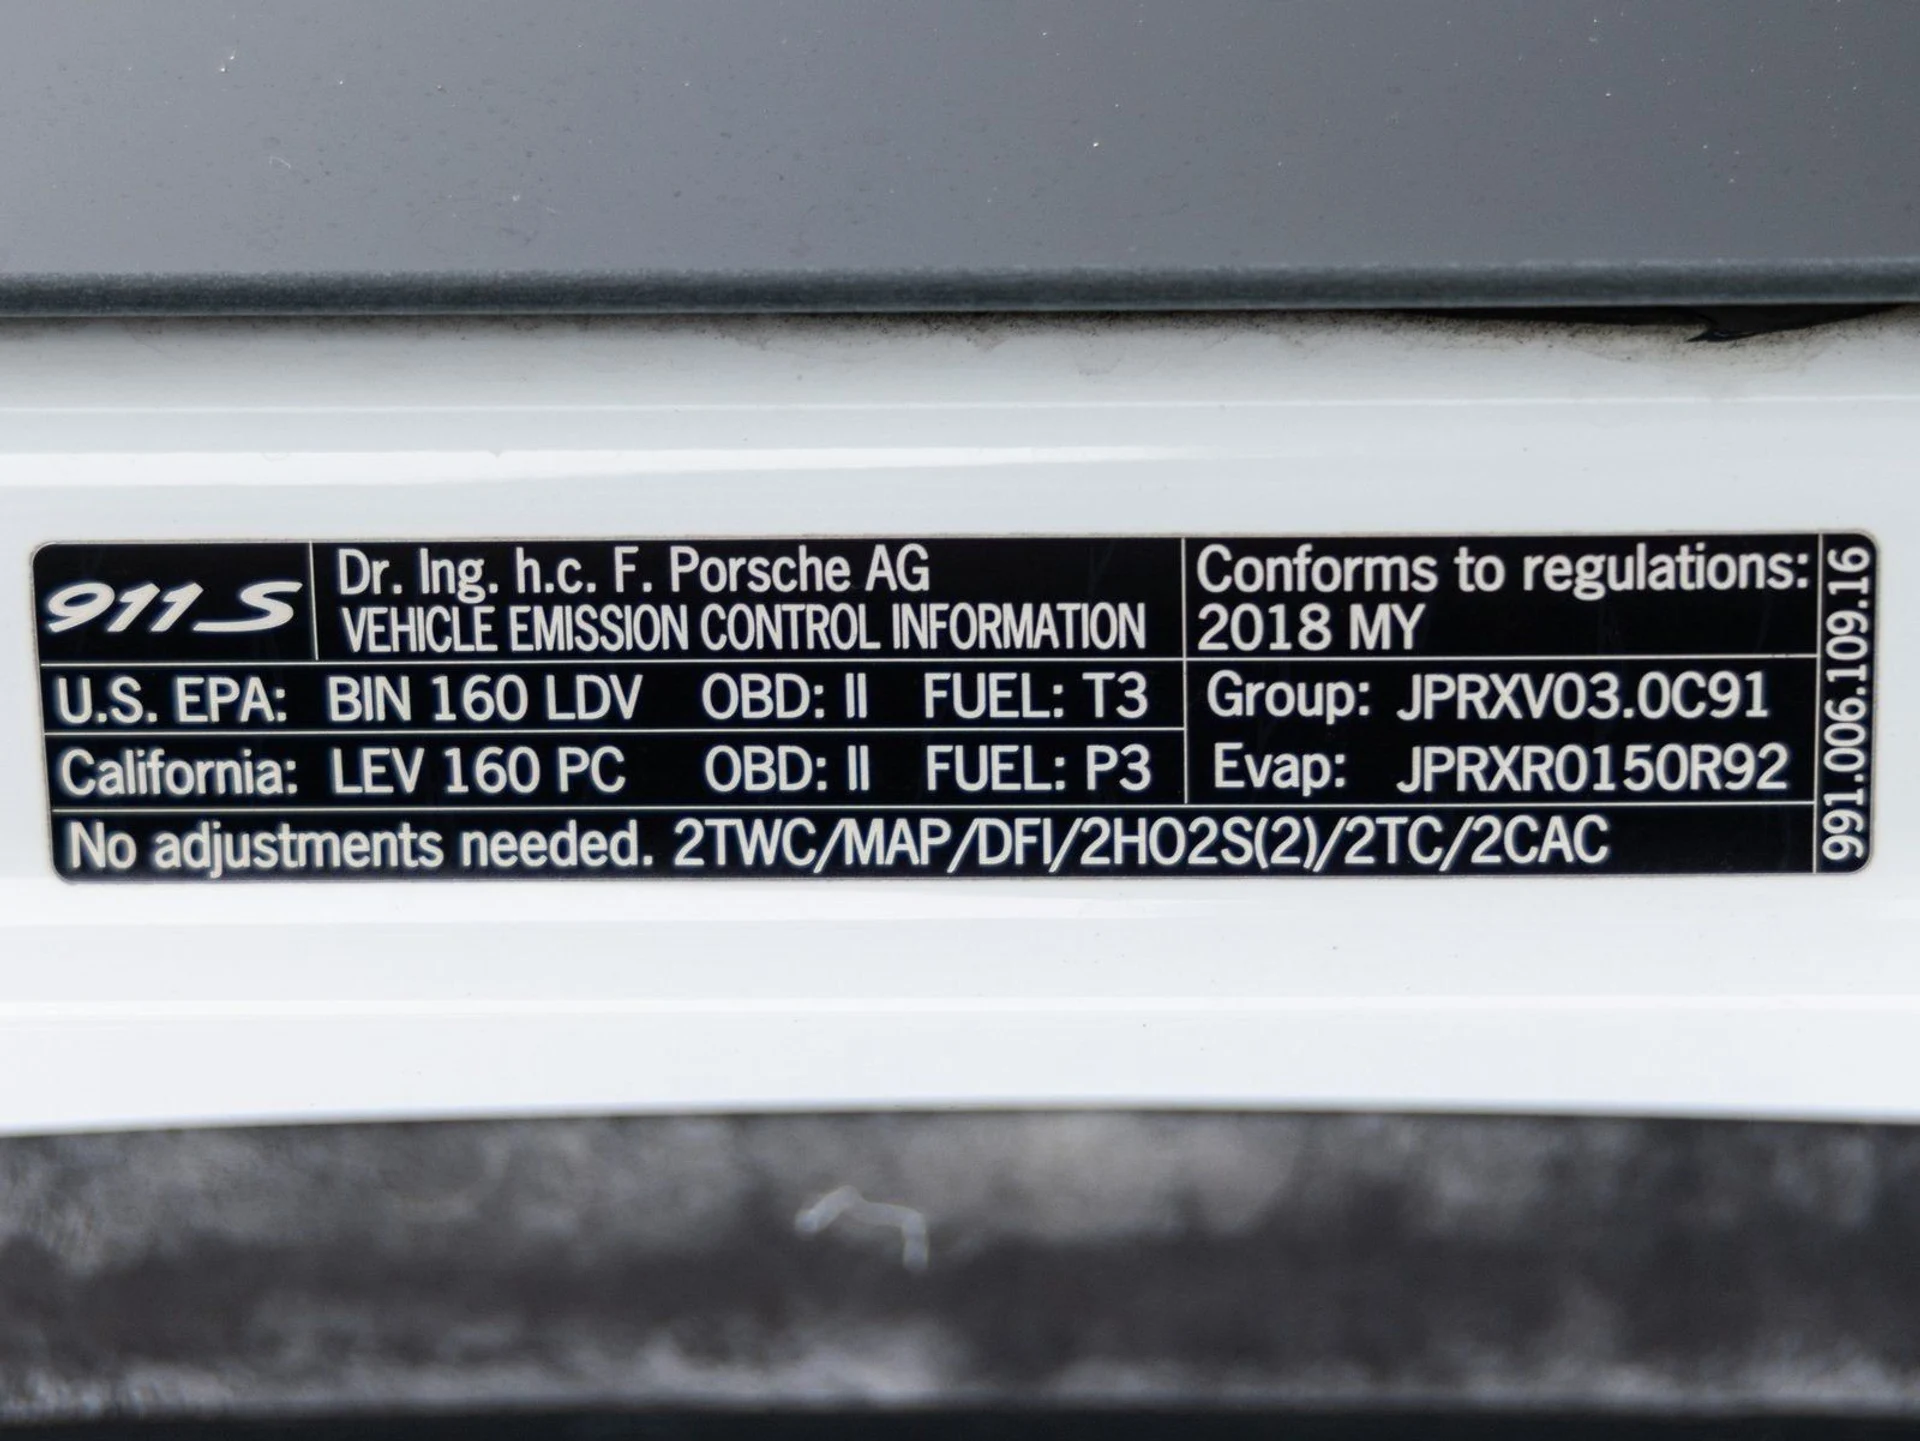 911 S
Dr. Ing. h.c. F. Porsche AG
VEHICLE EMISSION CONTROL INFORMATION
Conforms to regulations:
2018 MY
U.S. EPA: BIN 160 LDV OBD: II FUEL: T3
Group: JPRXV03.0C91
California: LEV 160 PC OBD: II FUEL: P3
Evap: JPRXR0150R92
No adjustments needed. 2TWC/MAP/DFI/2HO2S(2)/2TC/2CAC
991.006.109.16